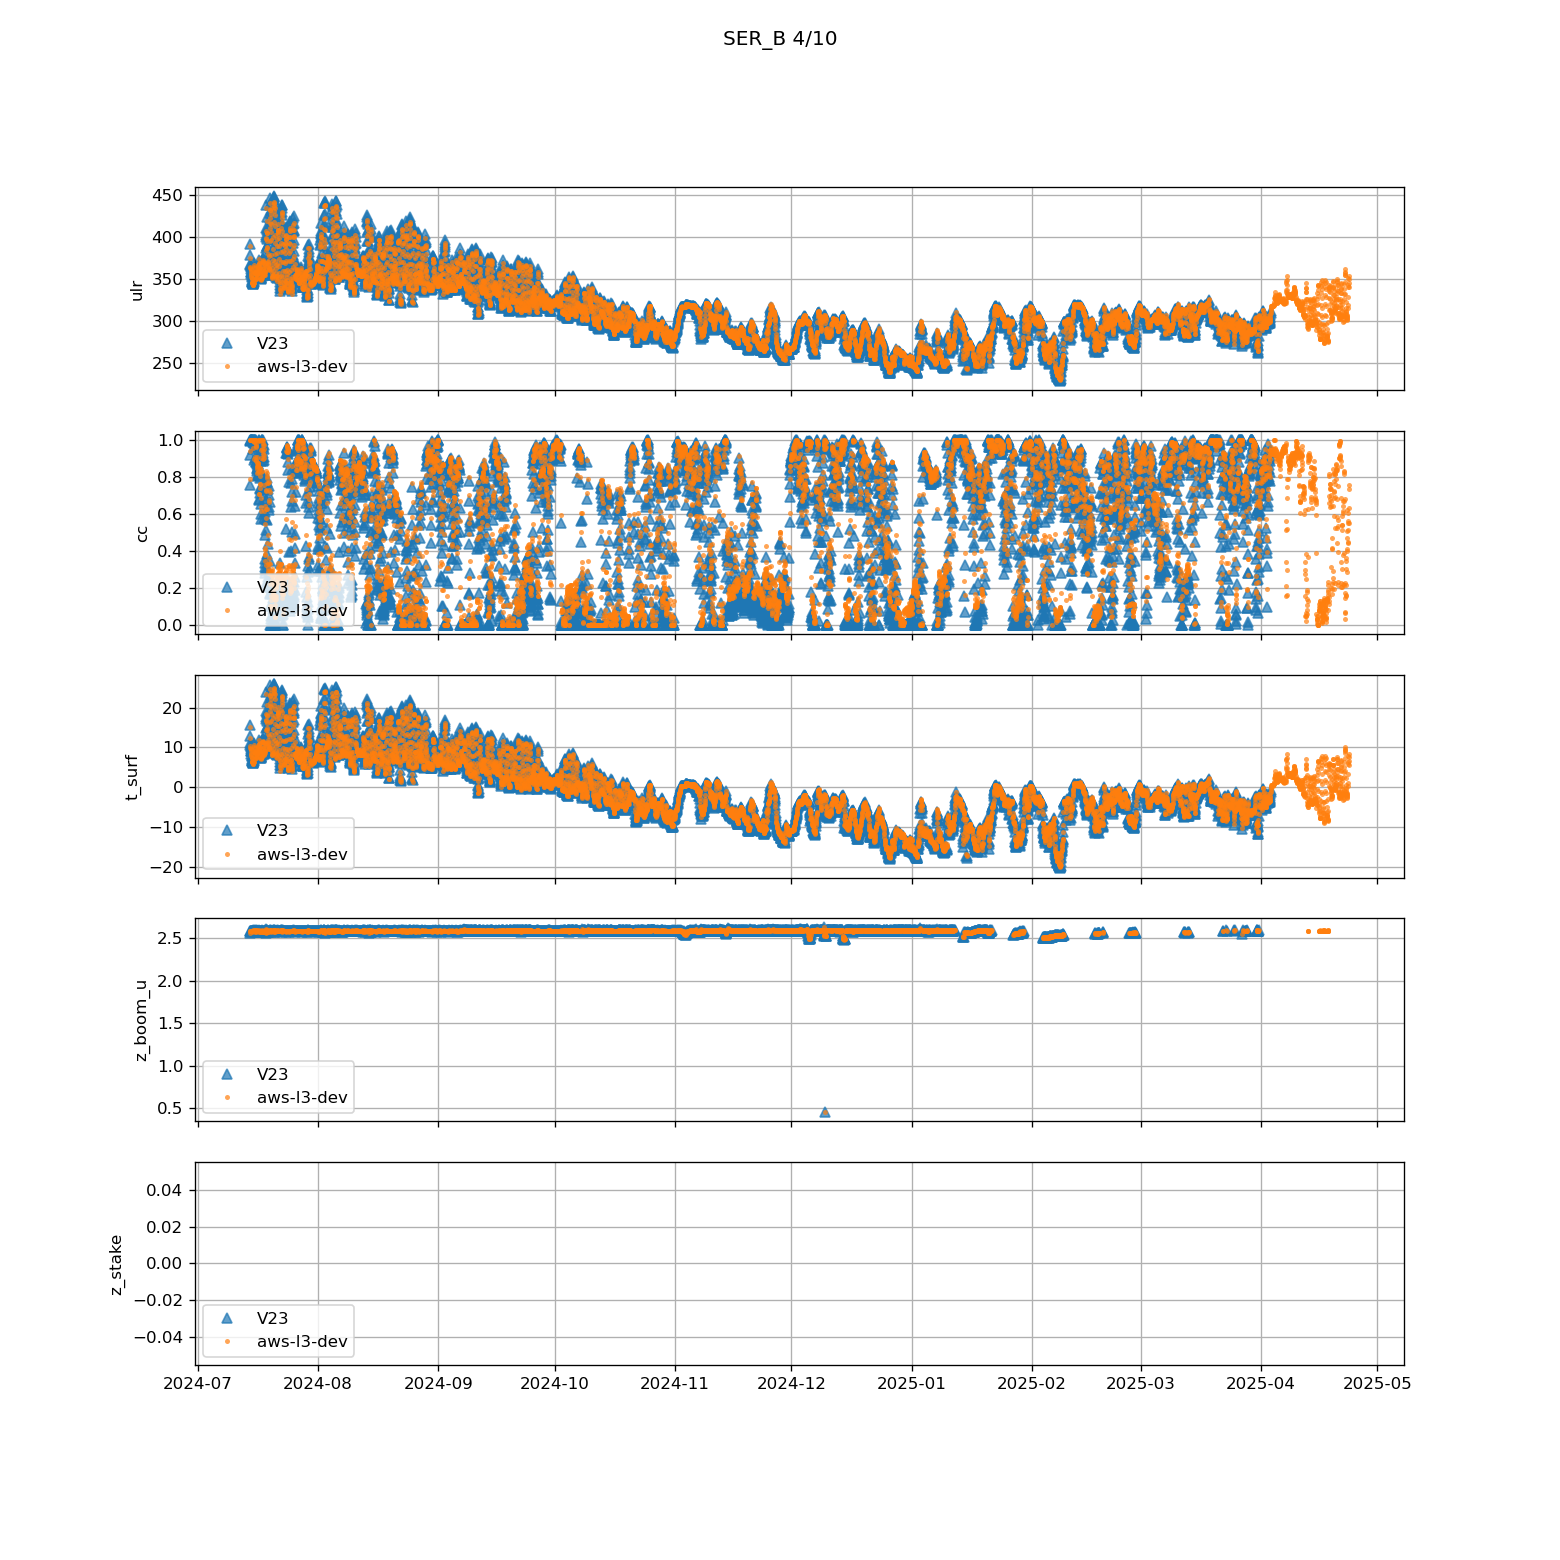 SER_B 4/10
450
400
350
300
250
ulr
V23
aws-l3-dev
1.0
0.8
0.6
0.4
0.2
0.0
cc
V23
aws-l3-dev
20
10
0
−10
−20
t_surf
V23
aws-l3-dev
2.5
2.0
1.5
1.0
0.5
z_boom_u
V23
aws-l3-dev
0.04
0.02
0.00
−0.02
−0.04
z_stake
V23
aws-l3-dev
2024-07 2024-08 2024-09 2024-10 2024-11 2024-12 2025-01 2025-02 2025-03 2025-04 2025-05